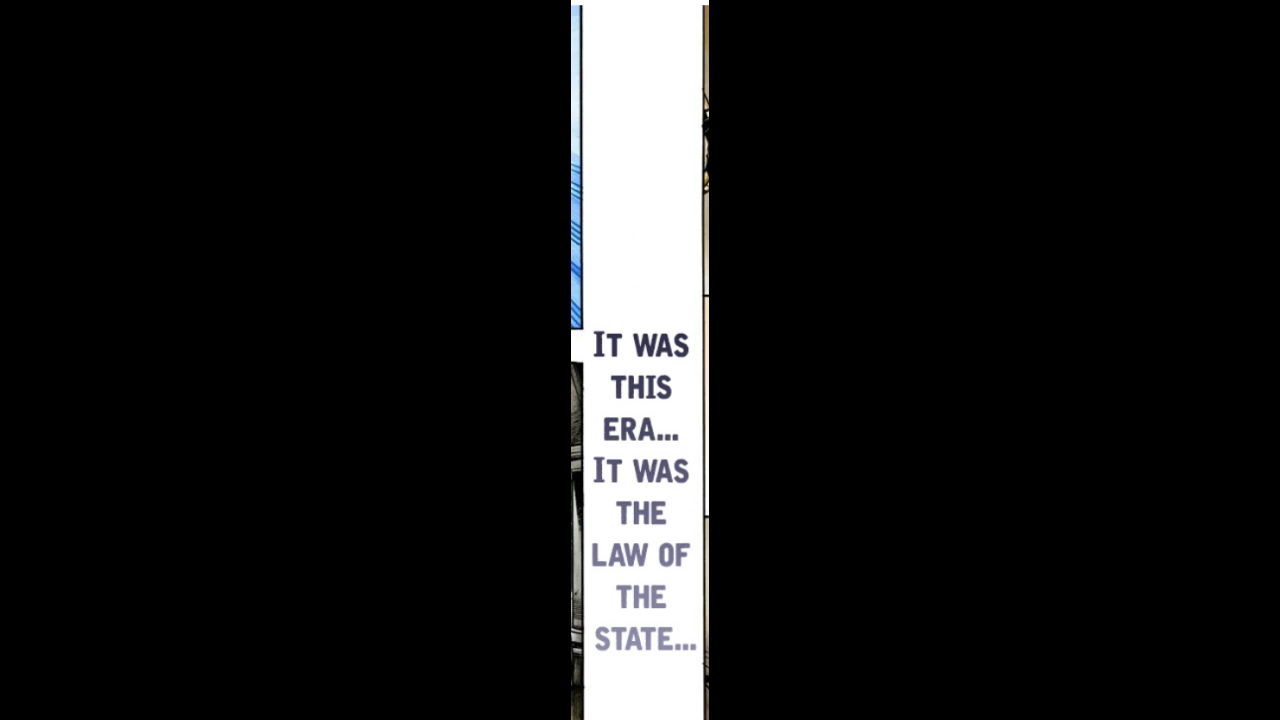 IT WAS
THIS
ERA...
IT WAS
THE
LAW OF
THE
STATE...